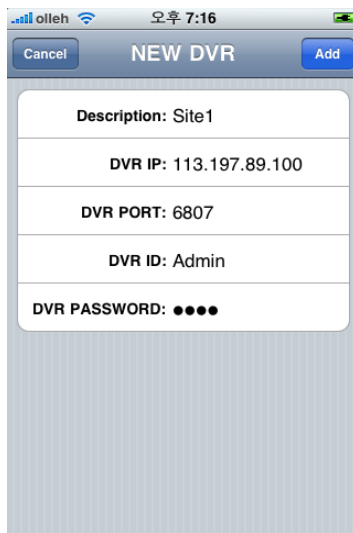 olleh 오후 7:16
Cancel NEW DVR Add
Description: Site1
DVR IP: 113.197.89.100
DVR PORT: 6807
DVR ID: Admin
DVR PASSWORD: ●●●●